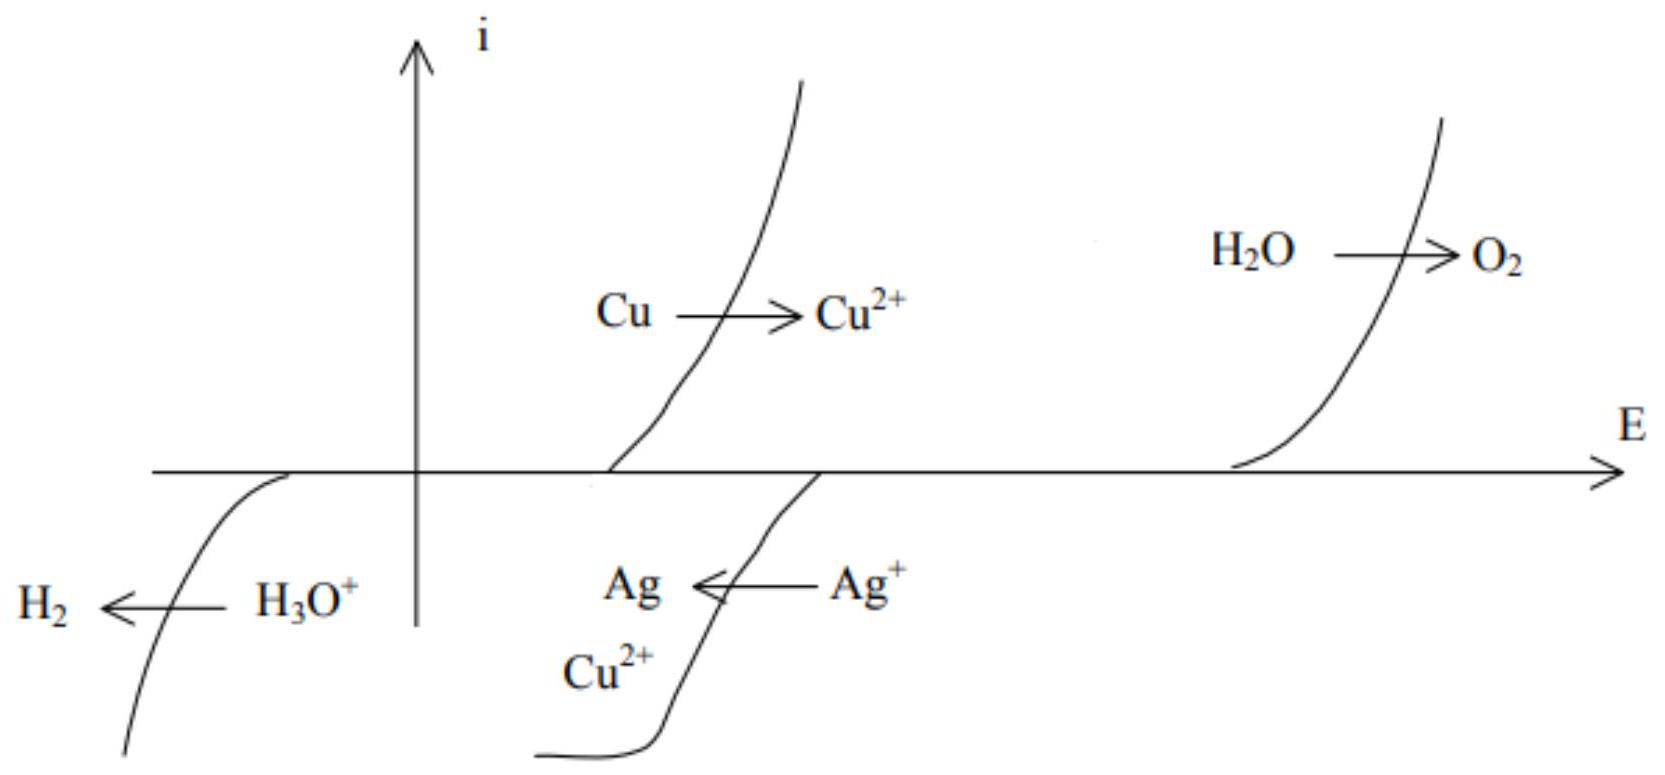 i
Cu
Cu²⁺
H₂O
O₂
E
H₂
H₃O⁺
Ag
Ag⁺
Cu²⁺